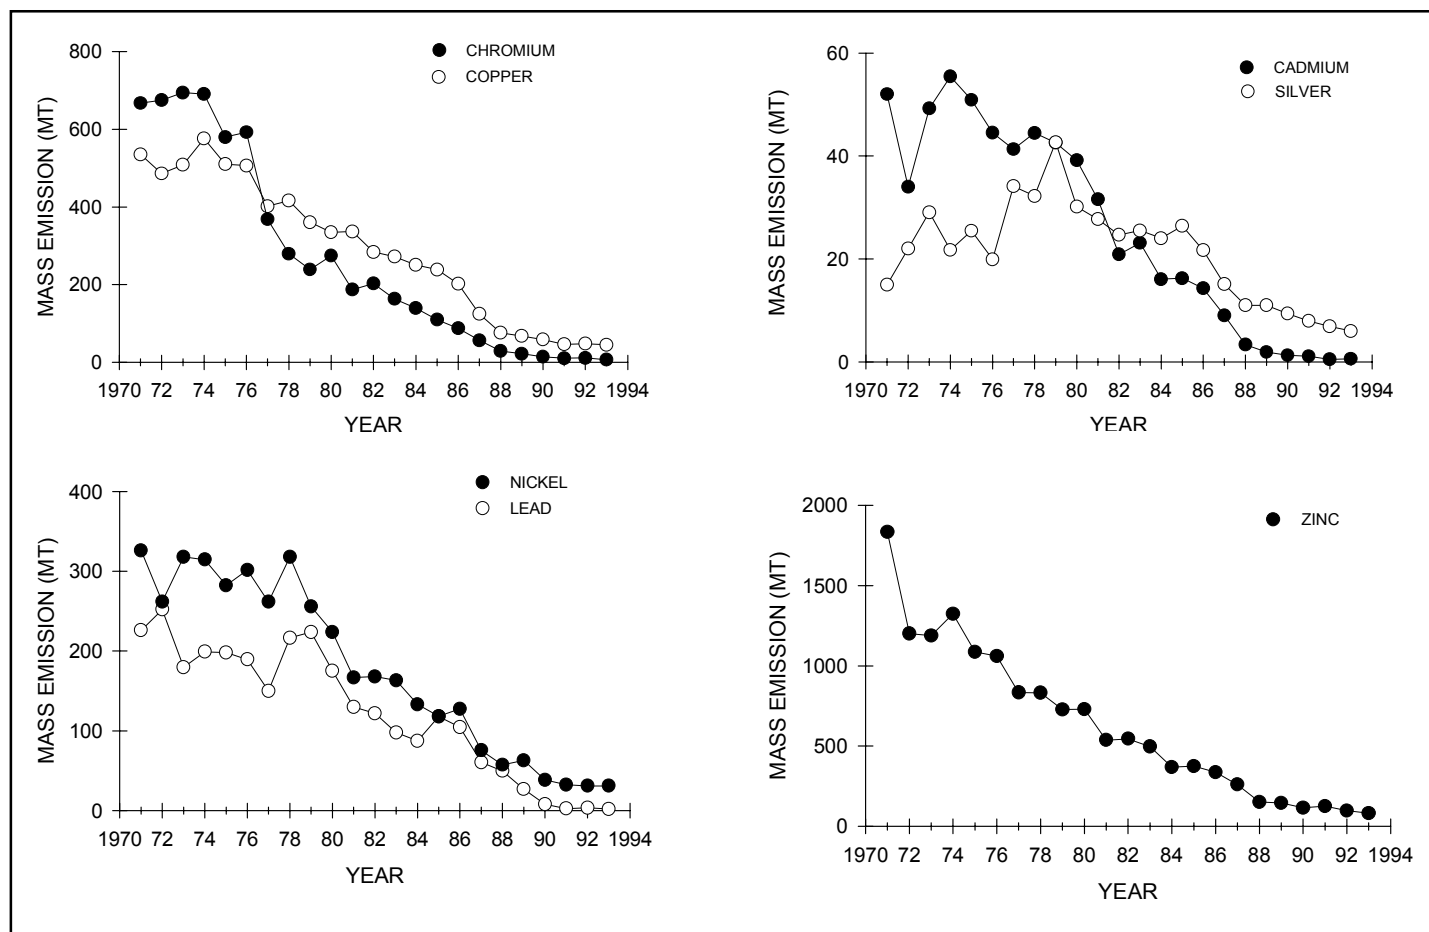 800
600
400
200
0
MASS EMISSION (MT)
CHROMIUM
COPPER
1970 72 74 76 78 80 82 84 86 88 90 92 1994
YEAR
60
40
20
0
MASS EMISSION (MT)
CADMIUM
SILVER
1970 72 74 76 78 80 82 84 86 88 90 92 1994
YEAR
400
300
200
100
0
MASS EMISSION (MT)
NICKEL
LEAD
1970 72 74 76 78 80 82 84 86 88 90 92 1994
YEAR
2000
1500
1000
500
0
MASS EMISSION (MT)
ZINC
1970 72 74 76 78 80 82 84 86 88 90 92 1994
YEAR